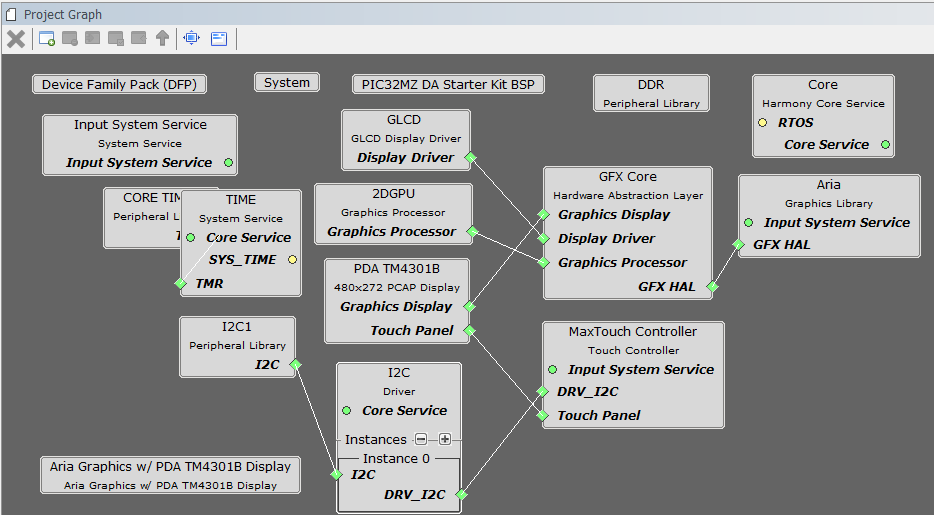 Project Graph
Device Family Pack (DFP)
System
PIC32MZ DA Starter Kit BSP
DDR
Peripheral Library
Core
Harmony Core Service
RTOS
Core Service
Input System Service
System Service
Input System Service
GLCD
GLCD Display Driver
Display Driver
CORE TIM
Peripheral L
T
TIME
System Service
Core Service
SYS_TIME
TMR
2DGPU
Graphics Processor
Graphics Processor
GFX Core
Hardware Abstraction Layer
Graphics Display
Display Driver
Graphics Processor
GFX HAL
Aria
Graphics Library
Input System Service
GFX HAL
PDA TM4301B
480x272 PCAP Display
Graphics Display
Touch Panel
I2C1
Peripheral Library
I2C
MaxTouch Controller
Touch Controller
Input System Service
DRV_I2C
Touch Panel
I2C
Driver
Core Service
Instances
Instance 0
I2C
DRV_I2C
Aria Graphics w/ PDA TM4301B Display
Aria Graphics w/ PDA TM4301B Display